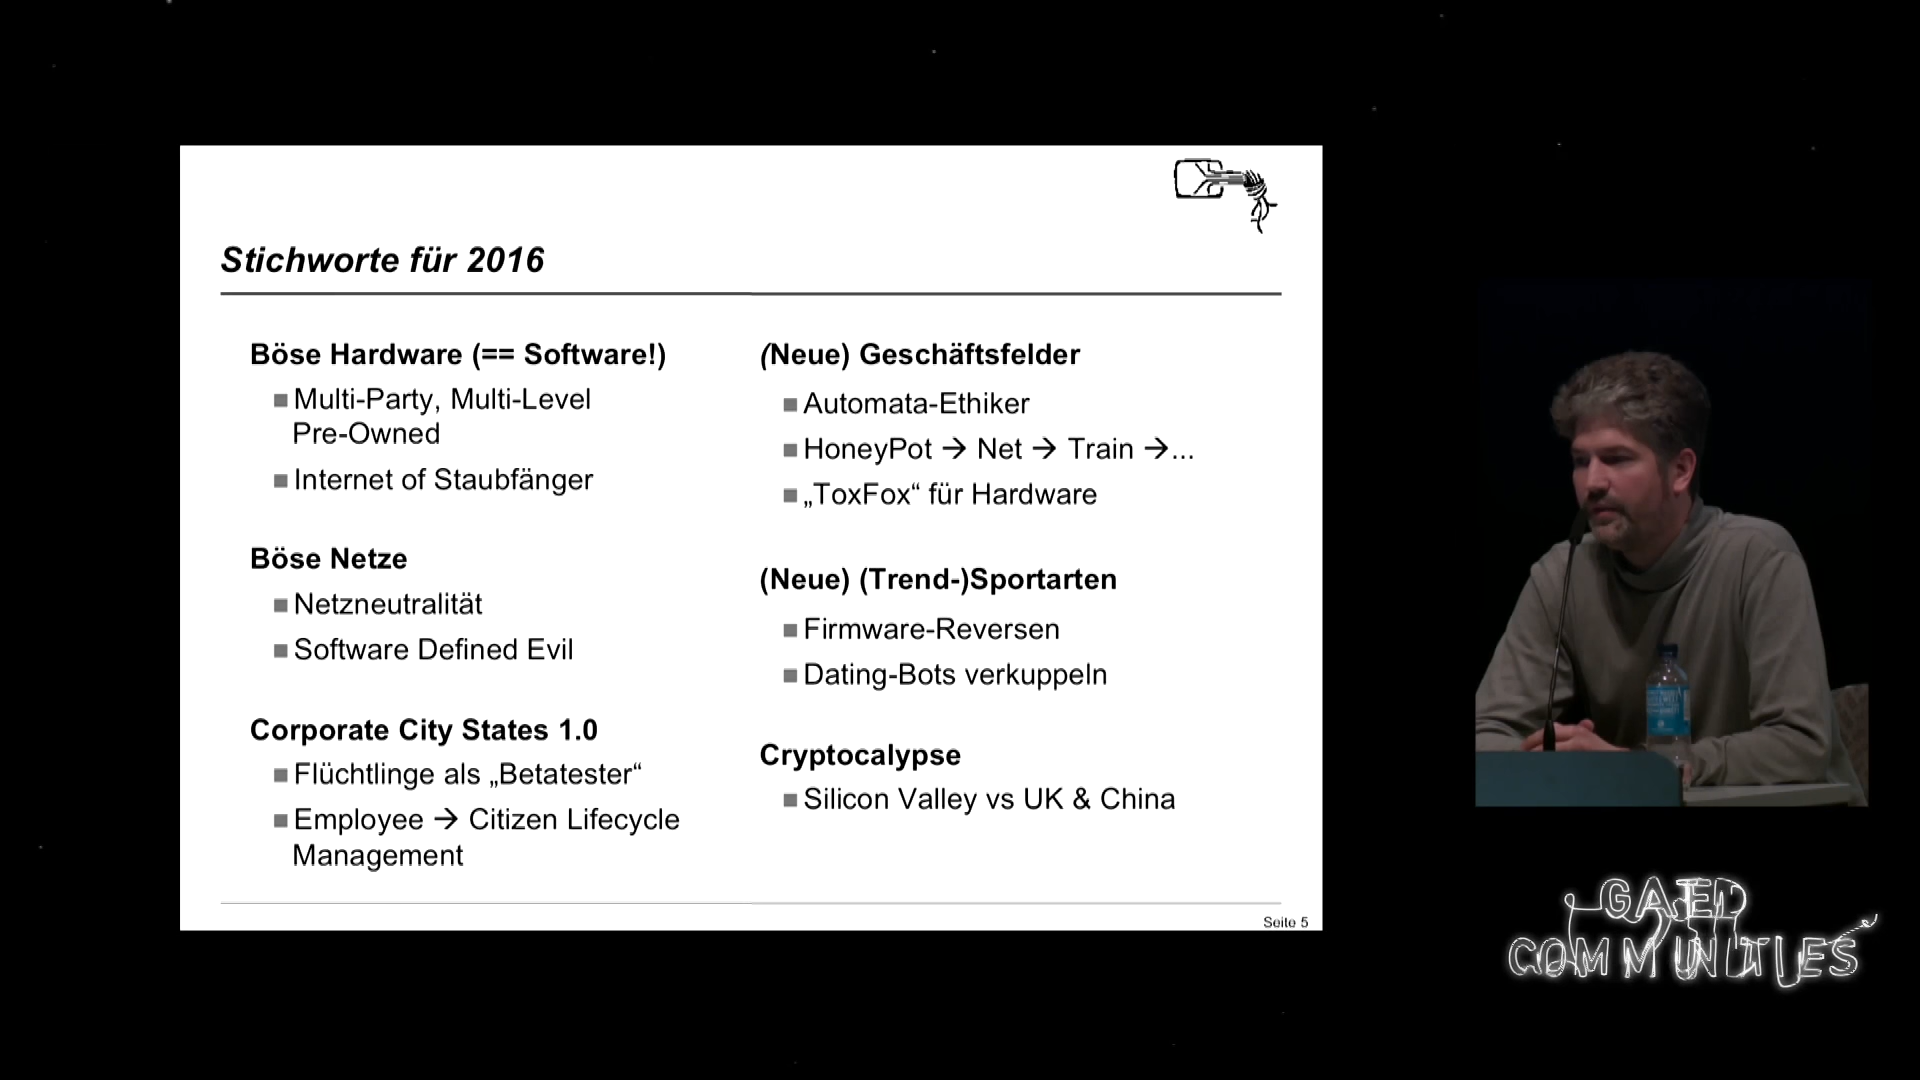 Stichworte für 2016
Böse Hardware (== Software!)
Multi-Party, Multi-Level
Pre-Owned
Internet of Staubfänger
Böse Netze
Netzneutralität
Software Defined Evil
Corporate City States 1.0
Flüchtlinge als „Betatester“
Employee → Citizen Lifecycle
Management
(Neue) Geschäftsfelder
Automata-Ethiker
HoneyPot → Net → Train →...
„ToxFox“ für Hardware
(Neue) (Trend-)Sportarten
Firmware-Reversen
Dating-Bots verkuppeln
Cryptocalypse
Silicon Valley vs UK & China
Seite 5
GATED
COMMUNITIES